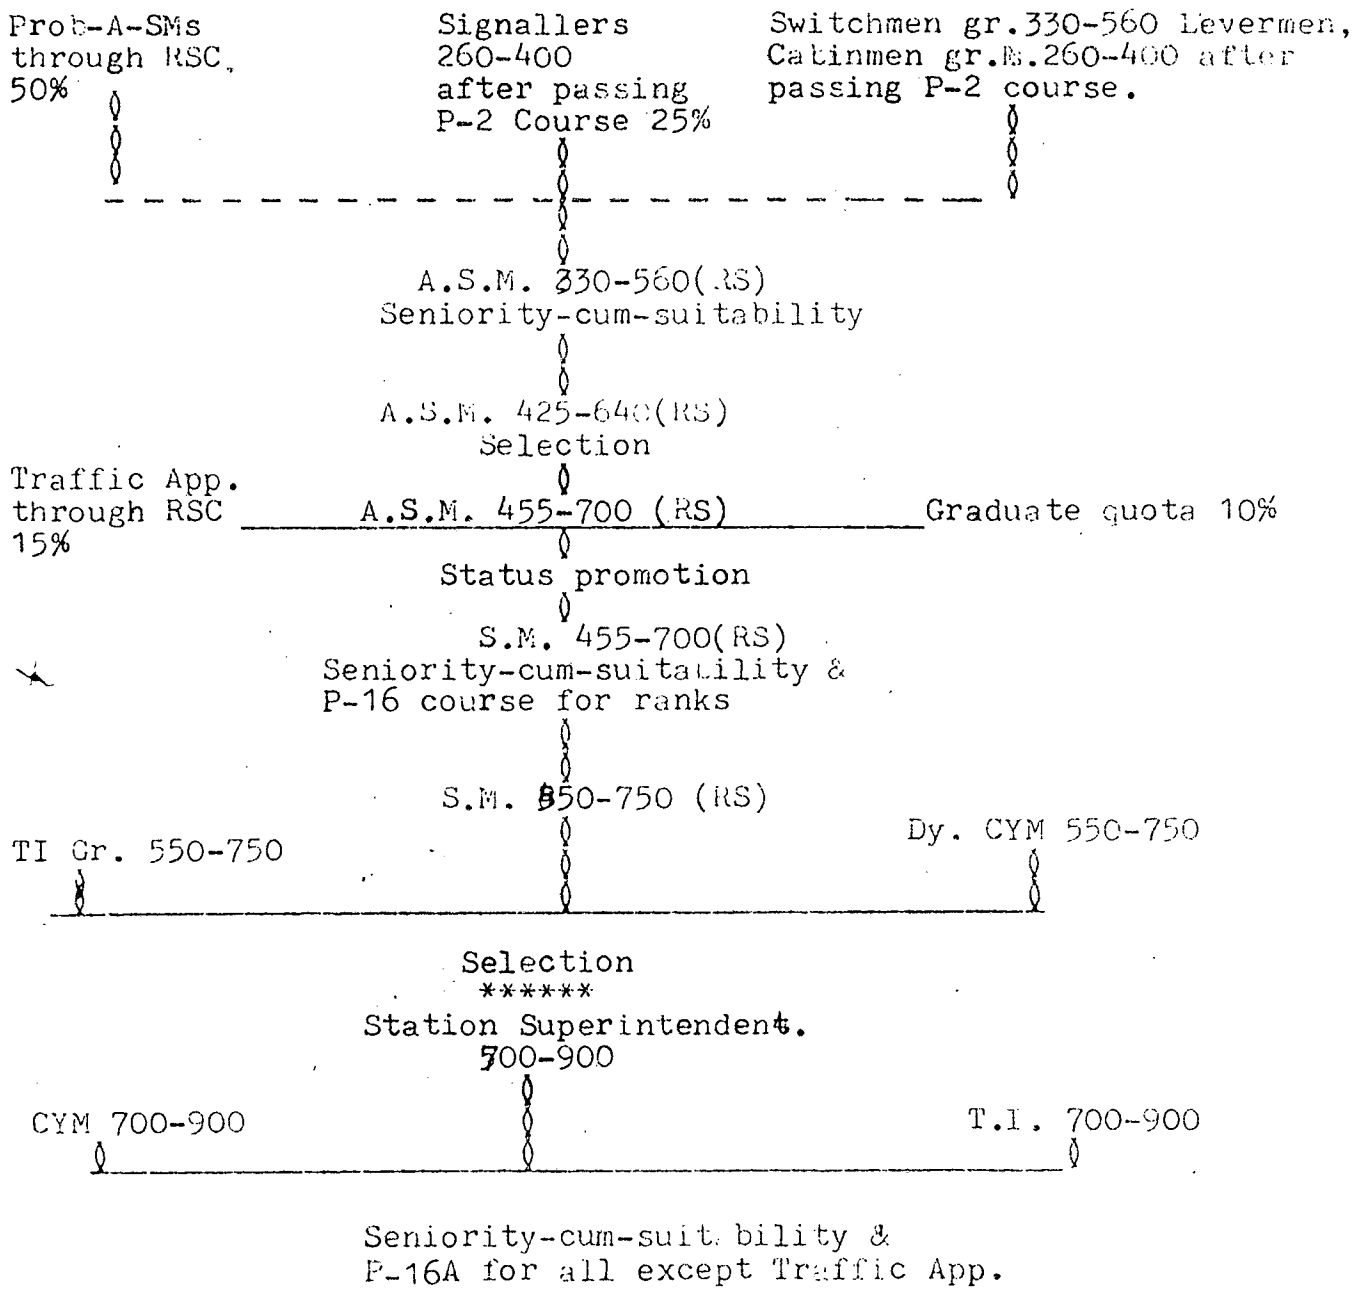 Prob-A-SMs
through RSC.
50%
Signallers
260-400
after passing
P-2 Course 25%
Switchmen gr.330-560 Levermen,
Cabinmen gr.Rs.260-400 after
passing P-2 course.
A.S.M. 330-560(RS)
Seniority-cum-suitability
A.S.M. 425-640(RS)
Selection
Traffic App.
through RSC
15%
A.S.M. 455-700 (RS)
Graduate quota 10%
Status promotion
S.M. 455-700(RS)
Seniority-cum-suitability &
P-16 course for ranks
S.M. 550-750 (RS)
TI Gr. 550-750
Dy. CYM 550-750
Selection
******
Station Superintendent.
700-900
CYM 700-900
T.I. 700-900
Seniority-cum-suitability &
P-16A for all except Traffic App.